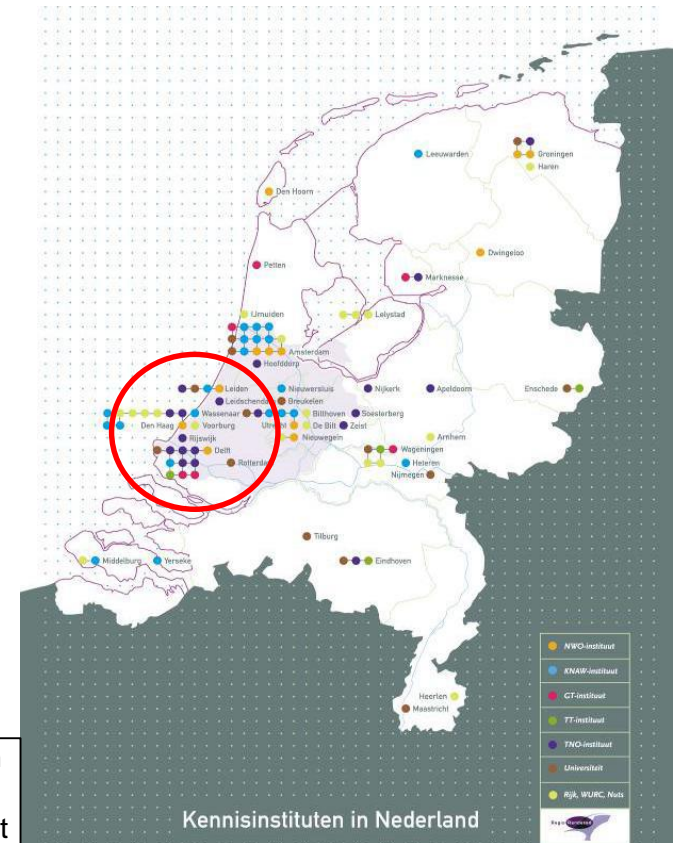 Leeuwarden
Groningen
Haren
Den Hoorn
Dwingeloo
Petten
Marknesse
IJmuiden
Lelystad
Amsterdam
Hoofddorp
Leiden
Nieuwersluis
Nijkerk
Apeldoorn
Enschede
Leidschendam
Breukelen
Wassenaar
Bilthoven
Soesterberg
Den Haag
Voorburg
Utrecht
De Bilt
Zeist
Rijswijk
Nieuwegein
Arnhem
Delft
Wageningen
Rotterda
Heteren
Nijmegen
Tilburg
Middelburg
Yerseke
Eindhoven
Heerlen
Maastricht
NWO-instituut
KNAW-instituut
GT-instituut
TT-instituut
TNO-instituut
Universiteit
Rijk, WURC, Nuts
Kennisinstituten in Nederland
t